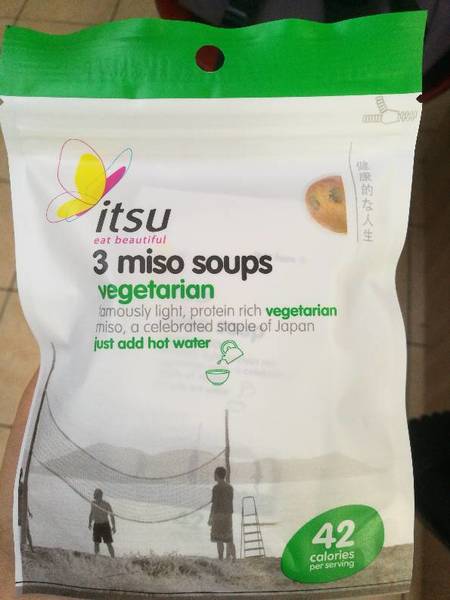 itsu
eat beautiful
健康的な人生
3 miso soups
vegetarian
famously light, protein rich vegetarian
miso, a celebrated staple of Japan
just add hot water
42
calories
per serving